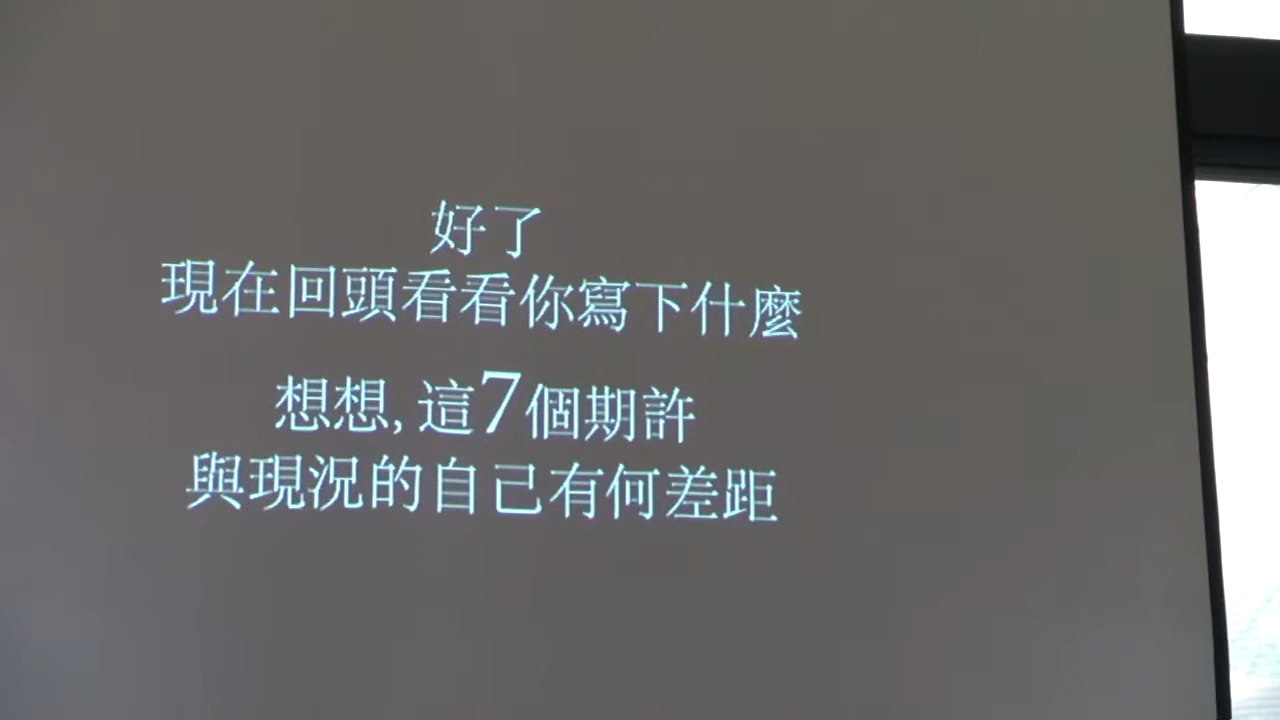 好了
現在回頭看看你寫下什麼
想想,這7個期許
與現況的自己有何差距